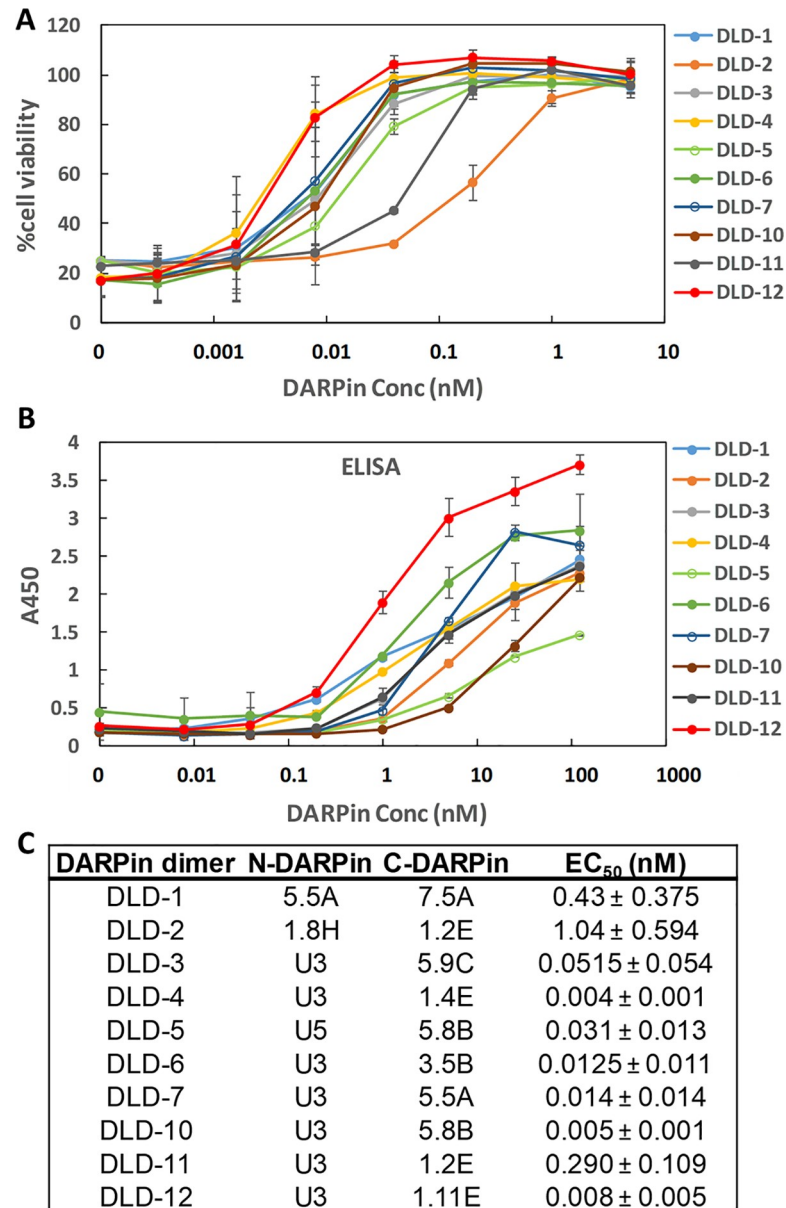 A
120
100
80
60
40
20
0
%cell viability
0 0.001 0.01 0.1 1 10
DARPin Conc (nM)
DLD-1
DLD-2
DLD-3
DLD-4
DLD-5
DLD-6
DLD-7
DLD-10
DLD-11
DLD-12
B
ELISA
4
3.5
3
2.5
2
1.5
1
0.5
0
A450
0 0.01 0.1 1 10 100 1000
DARPin Conc (nM)
DLD-1
DLD-2
DLD-3
DLD-4
DLD-5
DLD-6
DLD-7
DLD-10
DLD-11
DLD-12
C
DARPin dimer N-DARPin C-DARPin EC50 (nM)
DLD-1 5.5A 7.5A 0.43 ± 0.375
DLD-2 1.8H 1.2E 1.04 ± 0.594
DLD-3 U3 5.9C 0.0515 ± 0.054
DLD-4 U3 1.4E 0.004 ± 0.001
DLD-5 U5 5.8B 0.031 ± 0.013
DLD-6 U3 3.5B 0.0125 ± 0.011
DLD-7 U3 5.5A 0.014 ± 0.014
DLD-10 U3 5.8B 0.005 ± 0.001
DLD-11 U3 1.2E 0.290 ± 0.109
DLD-12 U3 1.11E 0.008 ± 0.005